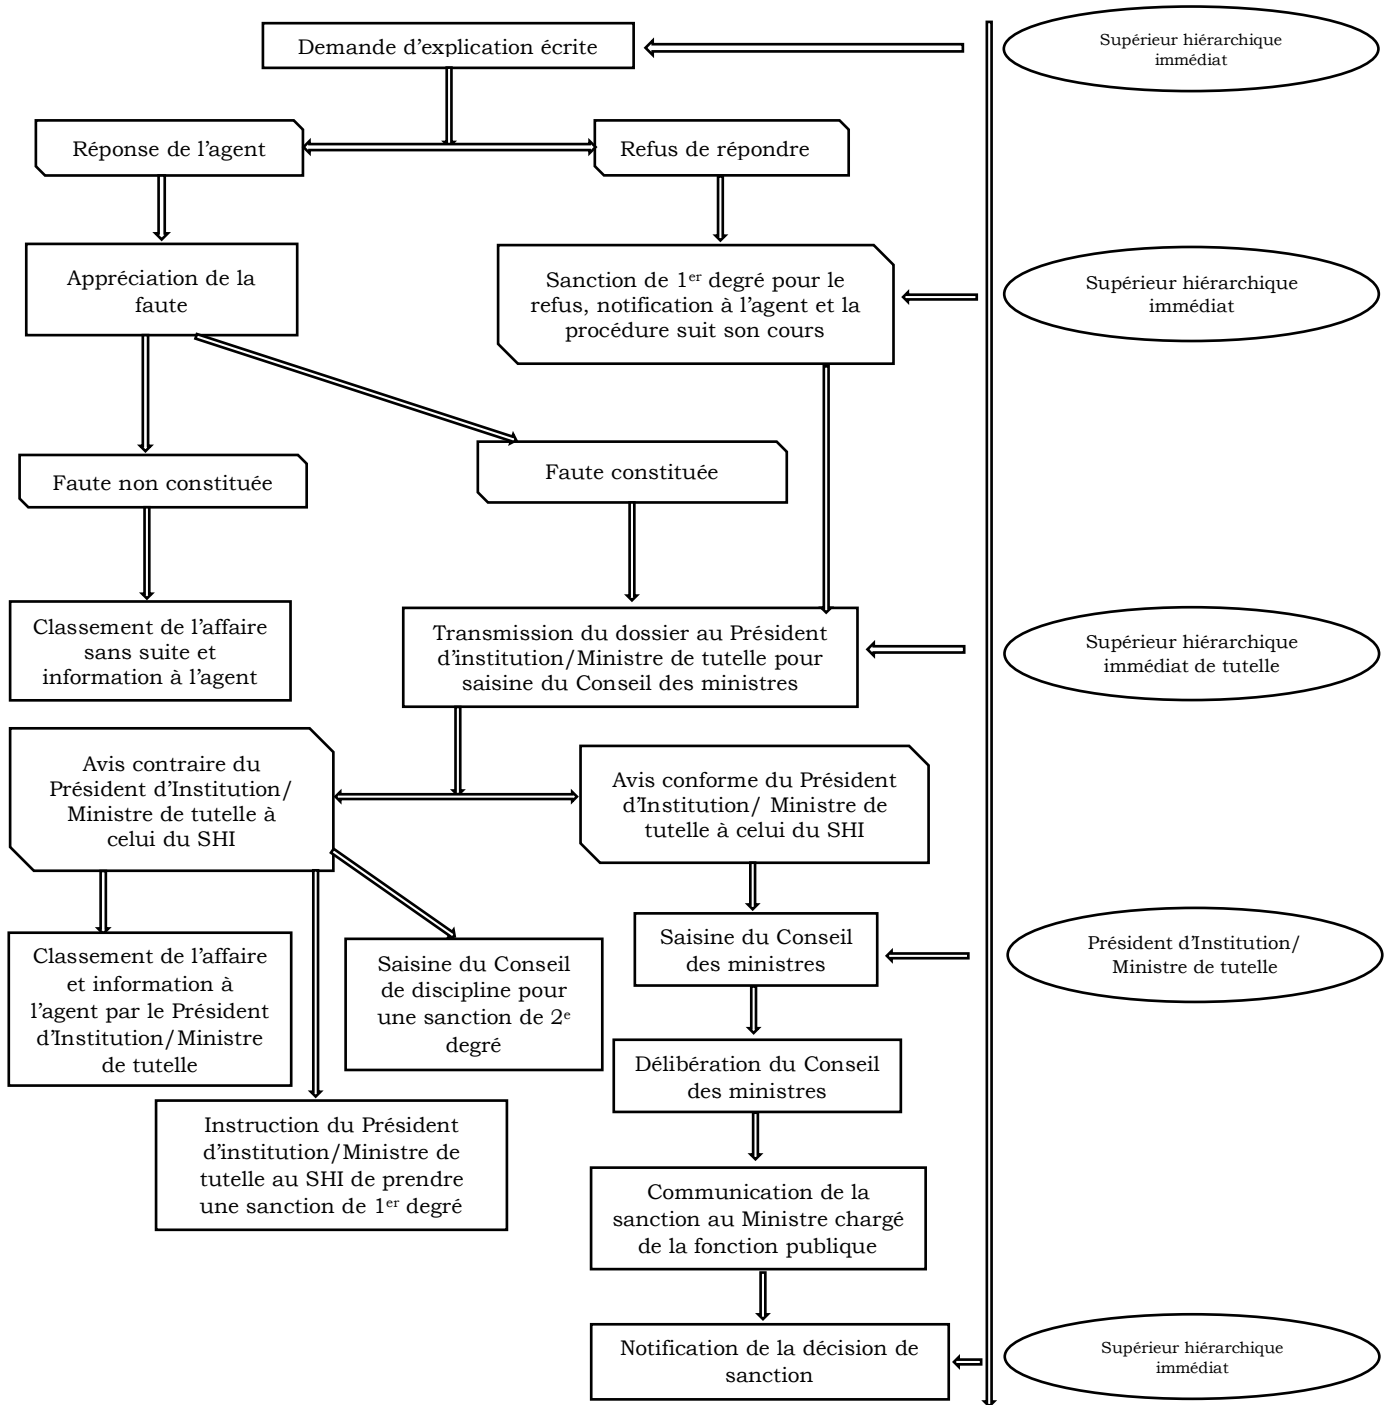 Demande d’explication écrite
Supérieur hiérarchique
immédiat
Réponse de l’agent
Refus de répondre
Appréciation de la
faute
Sanction de 1er degré pour le
refus, notification à l’agent et la
procédure suit son cours
Supérieur hiérarchique
immédiat
Faute non constituée
Faute constituée
Classement de l’affaire
sans suite et
information à l’agent
Transmission du dossier au Président
d’institution/Ministre de tutelle pour
saisine du Conseil des ministres
Supérieur hiérarchique
immédiat de tutelle
Avis contraire du
Président d’Institution/
Ministre de tutelle à
celui du SHI
Avis conforme du Président
d’Institution/ Ministre de
tutelle à celui du SHI
Classement de l’affaire
et information à
l’agent par le Président
d’Institution/Ministre
de tutelle
Saisine du Conseil
de discipline pour
une sanction de 2e
degré
Saisine du Conseil
des ministres
Président d’Institution/
Ministre de tutelle
Délibération du Conseil
des ministres
Instruction du Président
d’institution/Ministre de
tutelle au SHI de prendre
une sanction de 1er degré
Communication de la
sanction au Ministre chargé
de la fonction publique
Notification de la décision de
sanction
Supérieur hiérarchique
immédiat